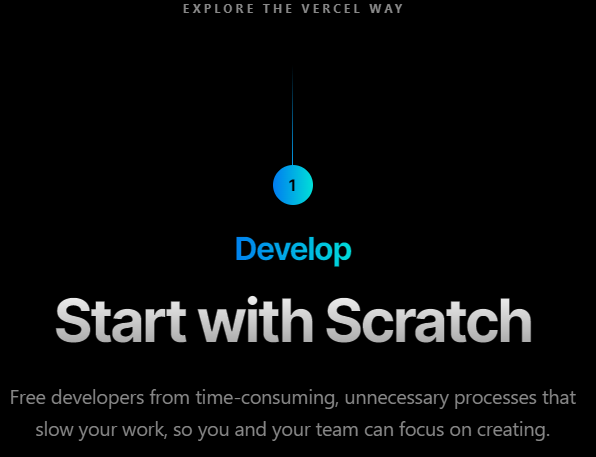 EXPLORE THE VERCEL WAY
1
Develop
Start with Scratch
Free developers from time-consuming, unnecessary processes that
slow your work, so you and your team can focus on creating.